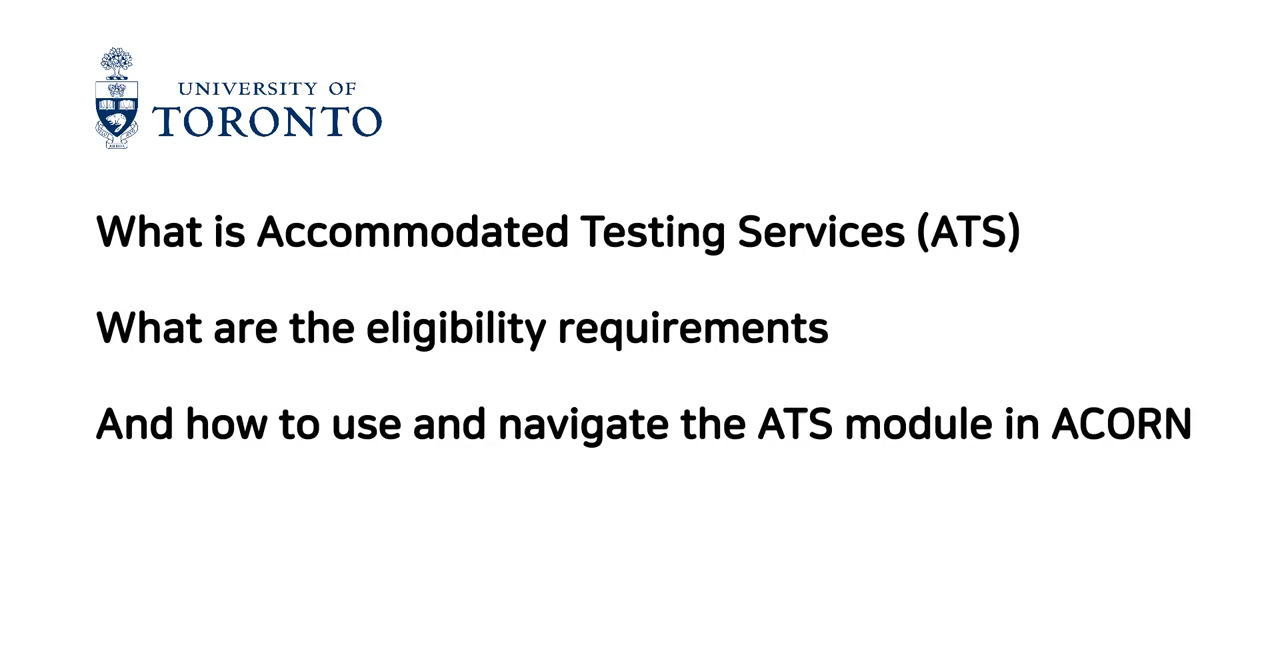 UNIVERSITY OF
TORONTO
What is Accommodated Testing Services (ATS)
What are the eligibility requirements
And how to use and navigate the ATS module in ACORN